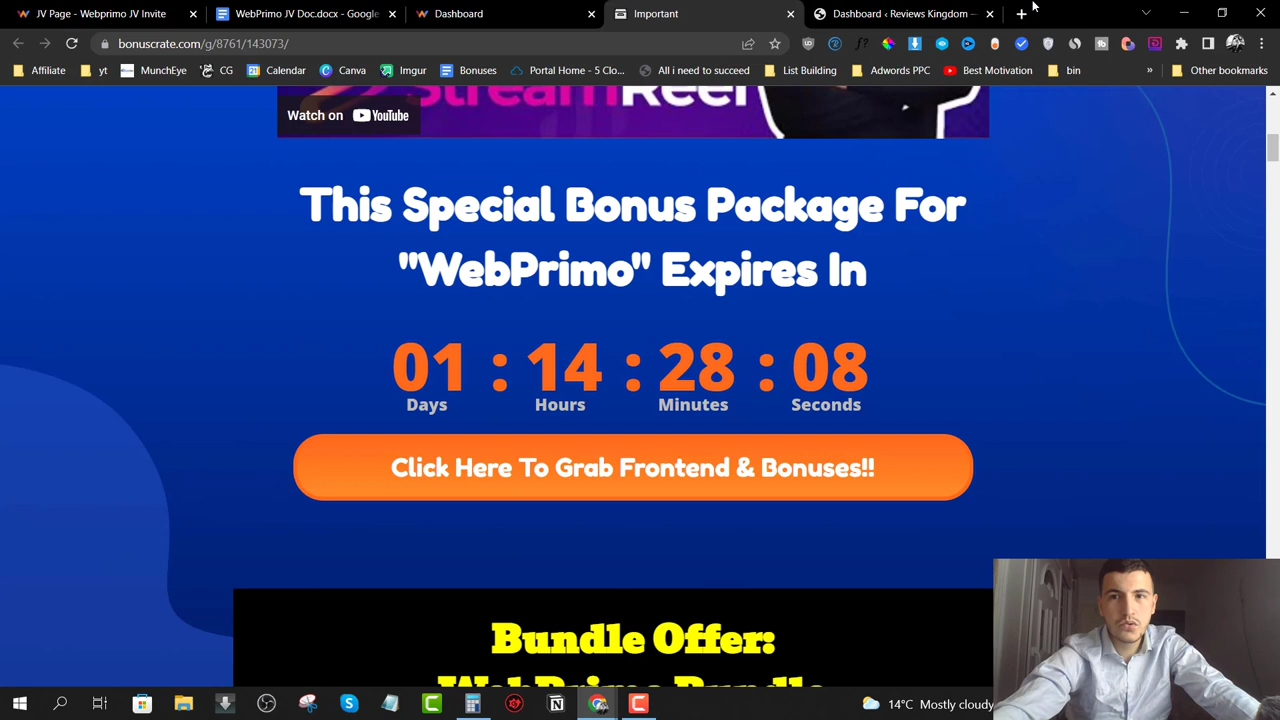 JV Page - Webprimo JV Invite
WebPrimo JV Doc.docx - Google
Dashboard
Important
Dashboard ‹ Reviews Kingdom —
bonuscrate.com/g/8761/143073/
Affiliate
yt
MunchEye
CG
Calendar
Canva
Imgur
Bonuses
Portal Home - 5 Clo...
All i need to succeed
List Building
Adwords PPC
Best Motivation
bin
»
Other bookmarks
StreamReel
Watch on YouTube
This Special Bonus Package For
"WebPrimo" Expires In
01 : 14 : 28 : 08
Days Hours Minutes Seconds
Click Here To Grab Frontend & Bonuses!!
Bundle Offer:
WebPrimo Bundle
14°C Mostly cloudy